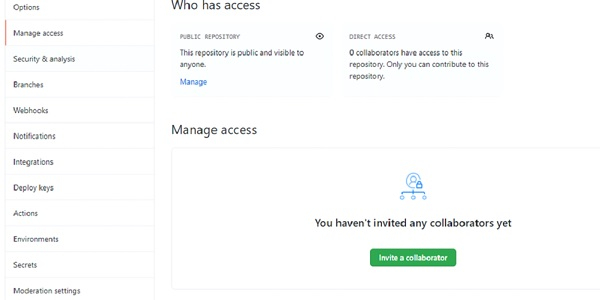 Options
Manage access
Security & analysis
Branches
Webhooks
Notifications
Integrations
Deploy keys
Actions
Environments
Secrets
Moderation settings
Who has access
PUBLIC REPOSITORY
This repository is public and visible to
anyone.
Manage
DIRECT ACCESS
0 collaborators have access to this
repository. Only you can contribute to this
repository.
Manage access
You haven't invited any collaborators yet
Invite a collaborator